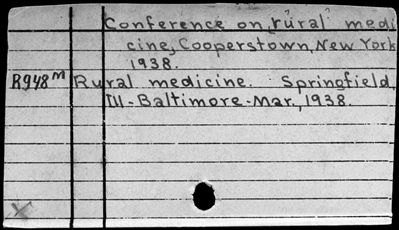 Conference on rural medi
cine, Cooperstown, New York
1938.
R948m Rural medicine. Springfield,
Ill-Baltimore-Mar., 1938.